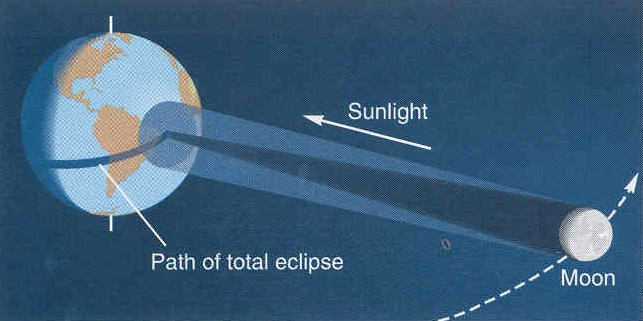 Sunlight
Path of total eclipse
Moon